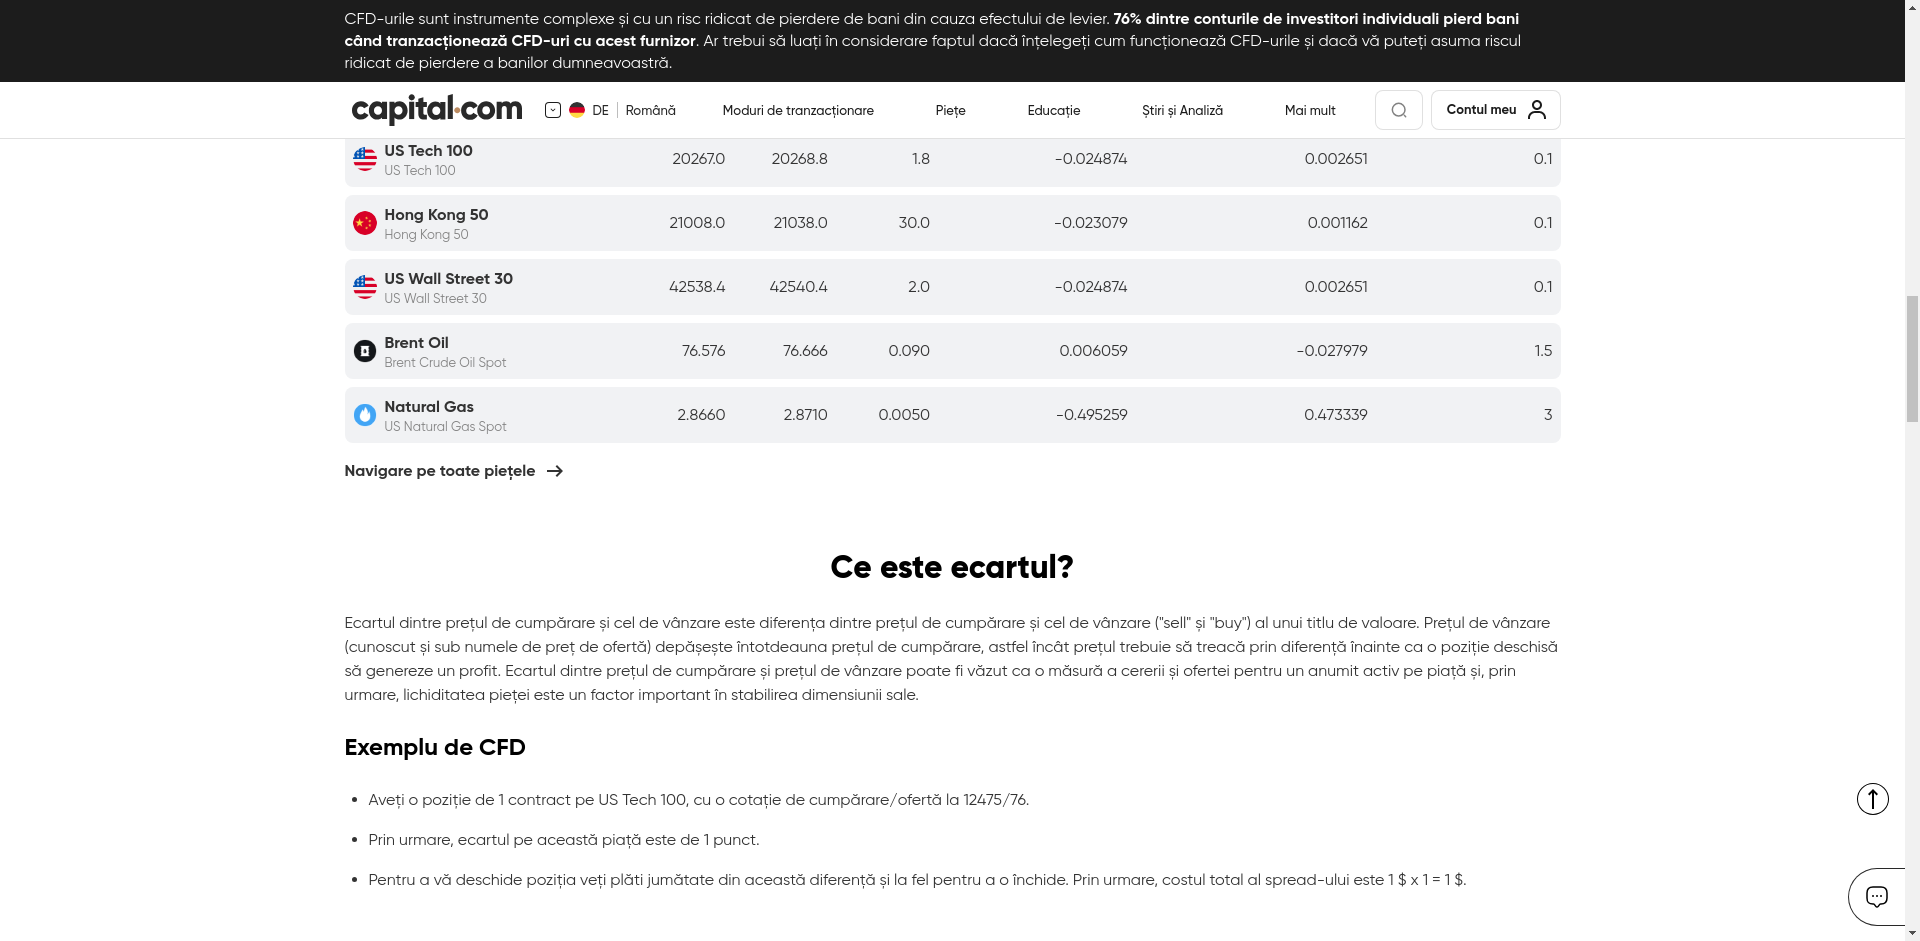 CFD-urile sunt instrumente complexe și cu un risc ridicat de pierdere de bani din cauza efectului de levier. 76% dintre conturile de investitori individuali pierd bani
când tranzacționează CFD-uri cu acest furnizor. Ar trebui să luați în considerare faptul dacă înțelegeți cum funcționează CFD-urile și dacă vă puteți asuma riscul
ridicat de pierdere a banilor dumneavoastră.
capital.com DE Română Moduri de tranzacționare Piețe Educație Știri și Analiză Mai mult Contul meu
US Tech 100 20267.0 20268.8 1.8 -0.024874 0.002651 0.1
US Tech 100
Hong Kong 50 21008.0 21038.0 30.0 -0.023079 0.001162 0.1
Hong Kong 50
US Wall Street 30 42538.4 42540.4 2.0 -0.024874 0.002651 0.1
US Wall Street 30
Brent Oil 76.576 76.666 0.090 0.006059 -0.027979 1.5
Brent Crude Oil Spot
Natural Gas 2.8660 2.8710 0.0050 -0.495259 0.473339 3
US Natural Gas Spot
Navigare pe toate piețele
Ce este ecartul?
Ecartul dintre prețul de cumpărare și cel de vânzare este diferența dintre prețul de cumpărare și cel de vânzare ("sell" și "buy") al unui titlu de valoare. Prețul de vânzare
(cunoscut și sub numele de preț de ofertă) depășește întotdeauna prețul de cumpărare, astfel încât prețul trebuie să treacă prin diferență înainte ca o poziție deschisă
să genereze un profit. Ecartul dintre prețul de cumpărare și prețul de vânzare poate fi văzut ca o măsură a cererii și ofertei pentru un anumit activ pe piață și, prin
urmare, lichiditatea pieței este un factor important în stabilirea dimensiunii sale.
Exemplu de CFD
• Aveți o poziție de 1 contract pe US Tech 100, cu o cotație de cumpărare/ofertă la 12475/76.
• Prin urmare, ecartul pe această piață este de 1 punct.
• Pentru a vă deschide poziția veți plăti jumătate din această diferență și la fel pentru a o închide. Prin urmare, costul total al spread-ului este 1 $ x 1 = 1 $.